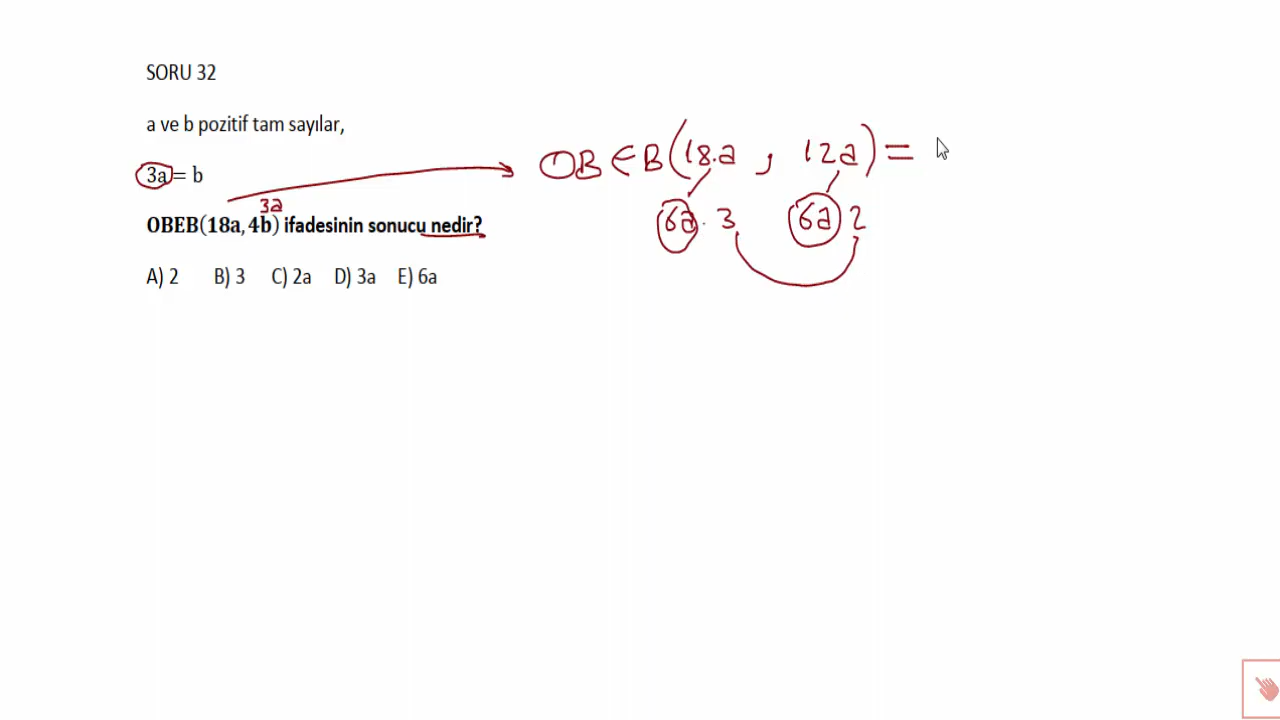 SORU 32
a ve b pozitif tam sayılar,
3a = b
3a
OBEB(18a, 4b) ifadesinin sonucu nedir?
A) 2 B) 3 C) 2a D) 3a E) 6a
OBEB(18.a , 12a) =
6a . 3 6a 2